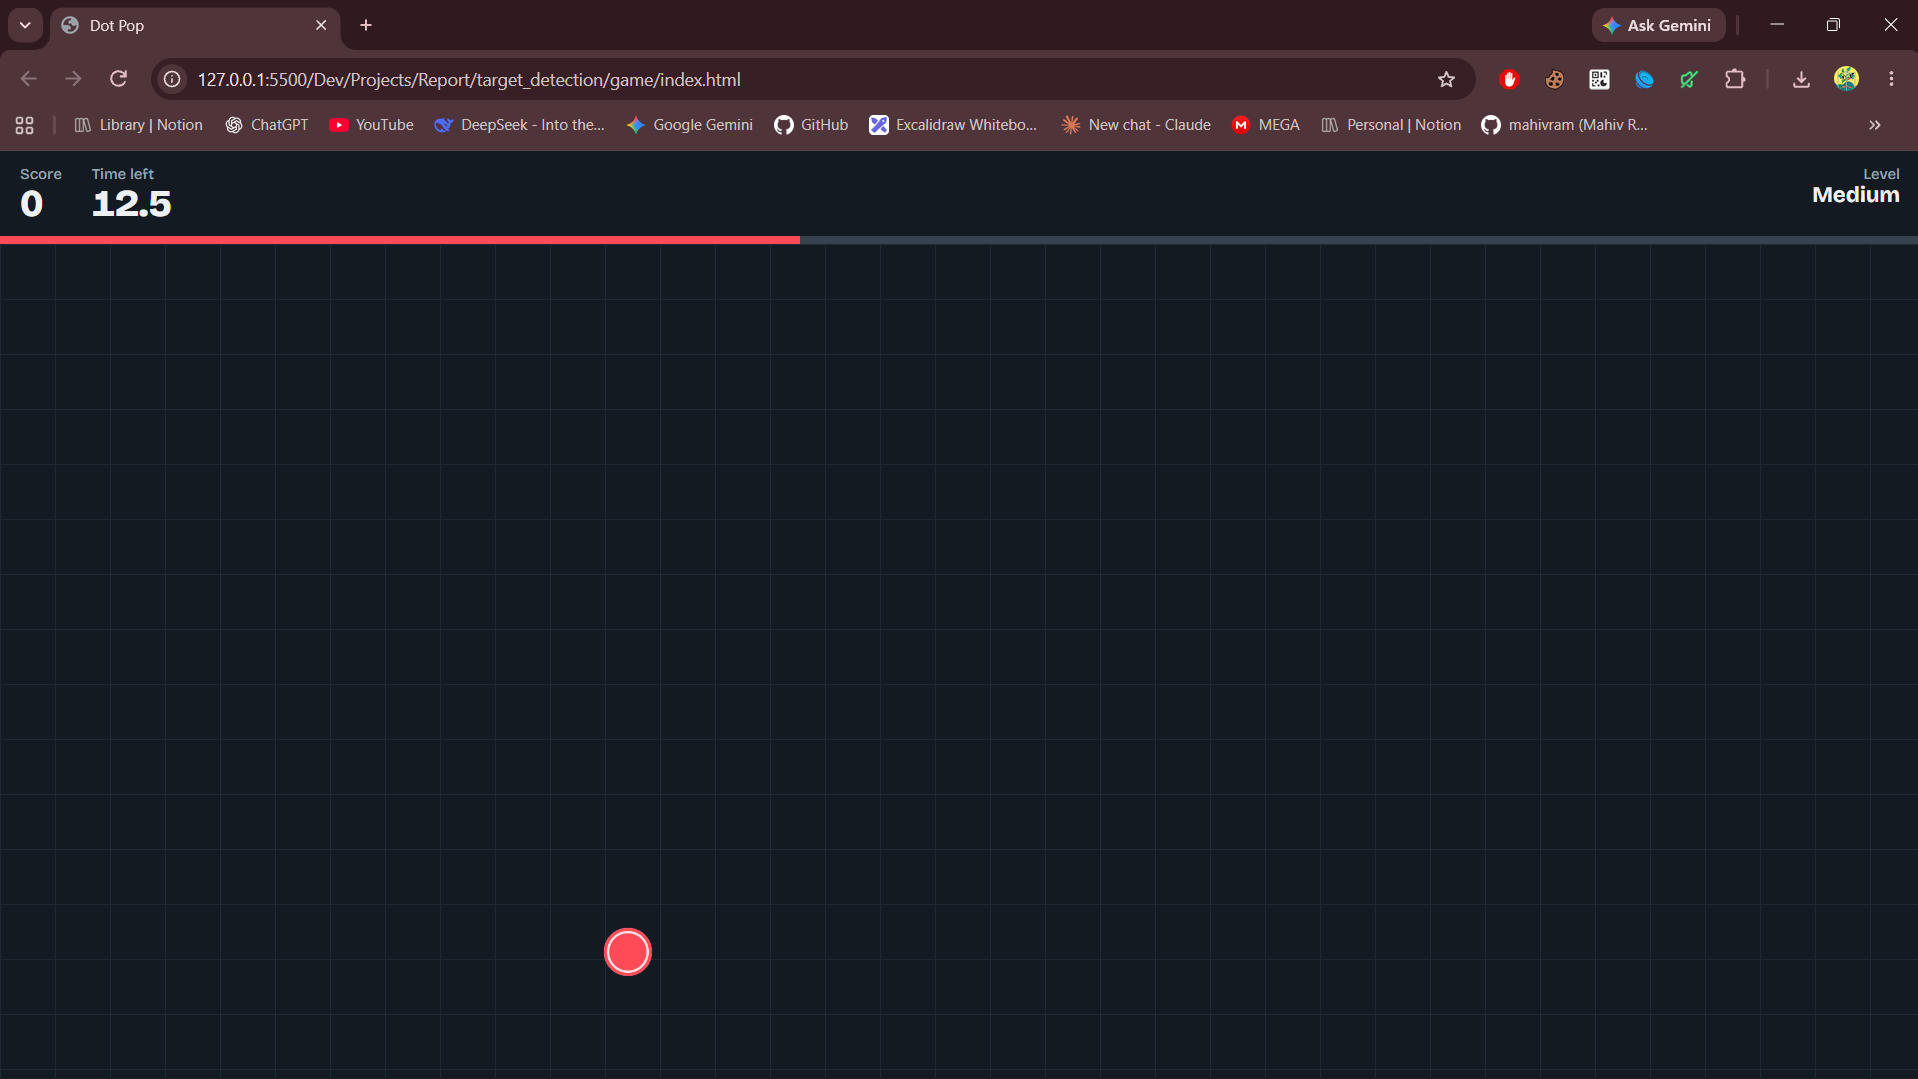 Dot Pop
Ask Gemini
127.0.0.1:5500/Dev/Projects/Report/target_detection/game/index.html
Library | Notion
ChatGPT
YouTube
DeepSeek - Into the...
Google Gemini
GitHub
Excalidraw Whitebo...
New chat - Claude
MEGA
Personal | Notion
mahivram (Mahiv R...
Score
0
Time left
12.5
Level
Medium